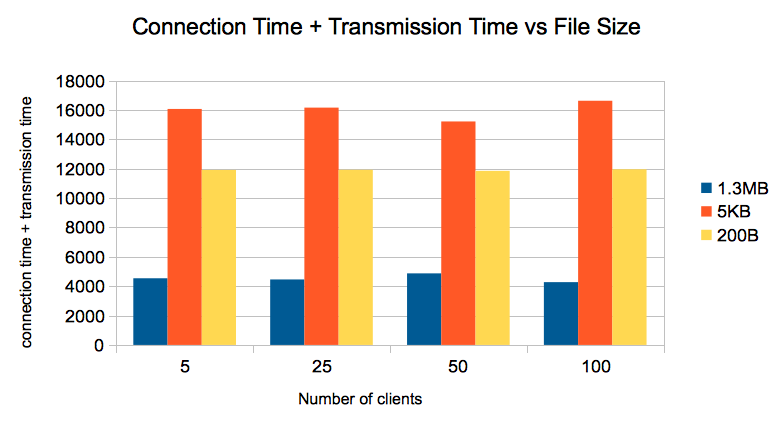 Connection Time + Transmission Time vs File Size
connection time + transmission time
18000
16000
14000
12000
10000
8000
6000
4000
2000
0
5
25
50
100
Number of clients
1.3MB
5KB
200B